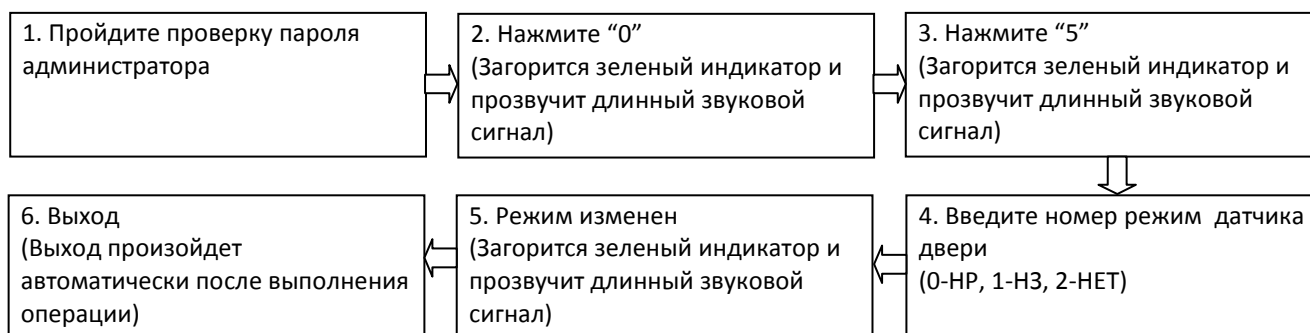 1. Пройдите проверку пароля
администратора
2. Нажмите “0”
(Загорится зеленый индикатор и
прозвучит длинный звуковой
сигнал)
3. Нажмите “5”
(Загорится зеленый индикатор и
прозвучит длинный звуковой
сигнал)
4. Введите номер режим  датчика
двери
(0-НР, 1-НЗ, 2-НЕТ)
5. Режим изменен
(Загорится зеленый индикатор и
прозвучит длинный звуковой
сигнал)
6. Выход
(Выход произойдет
автоматически после выполнения
операции)